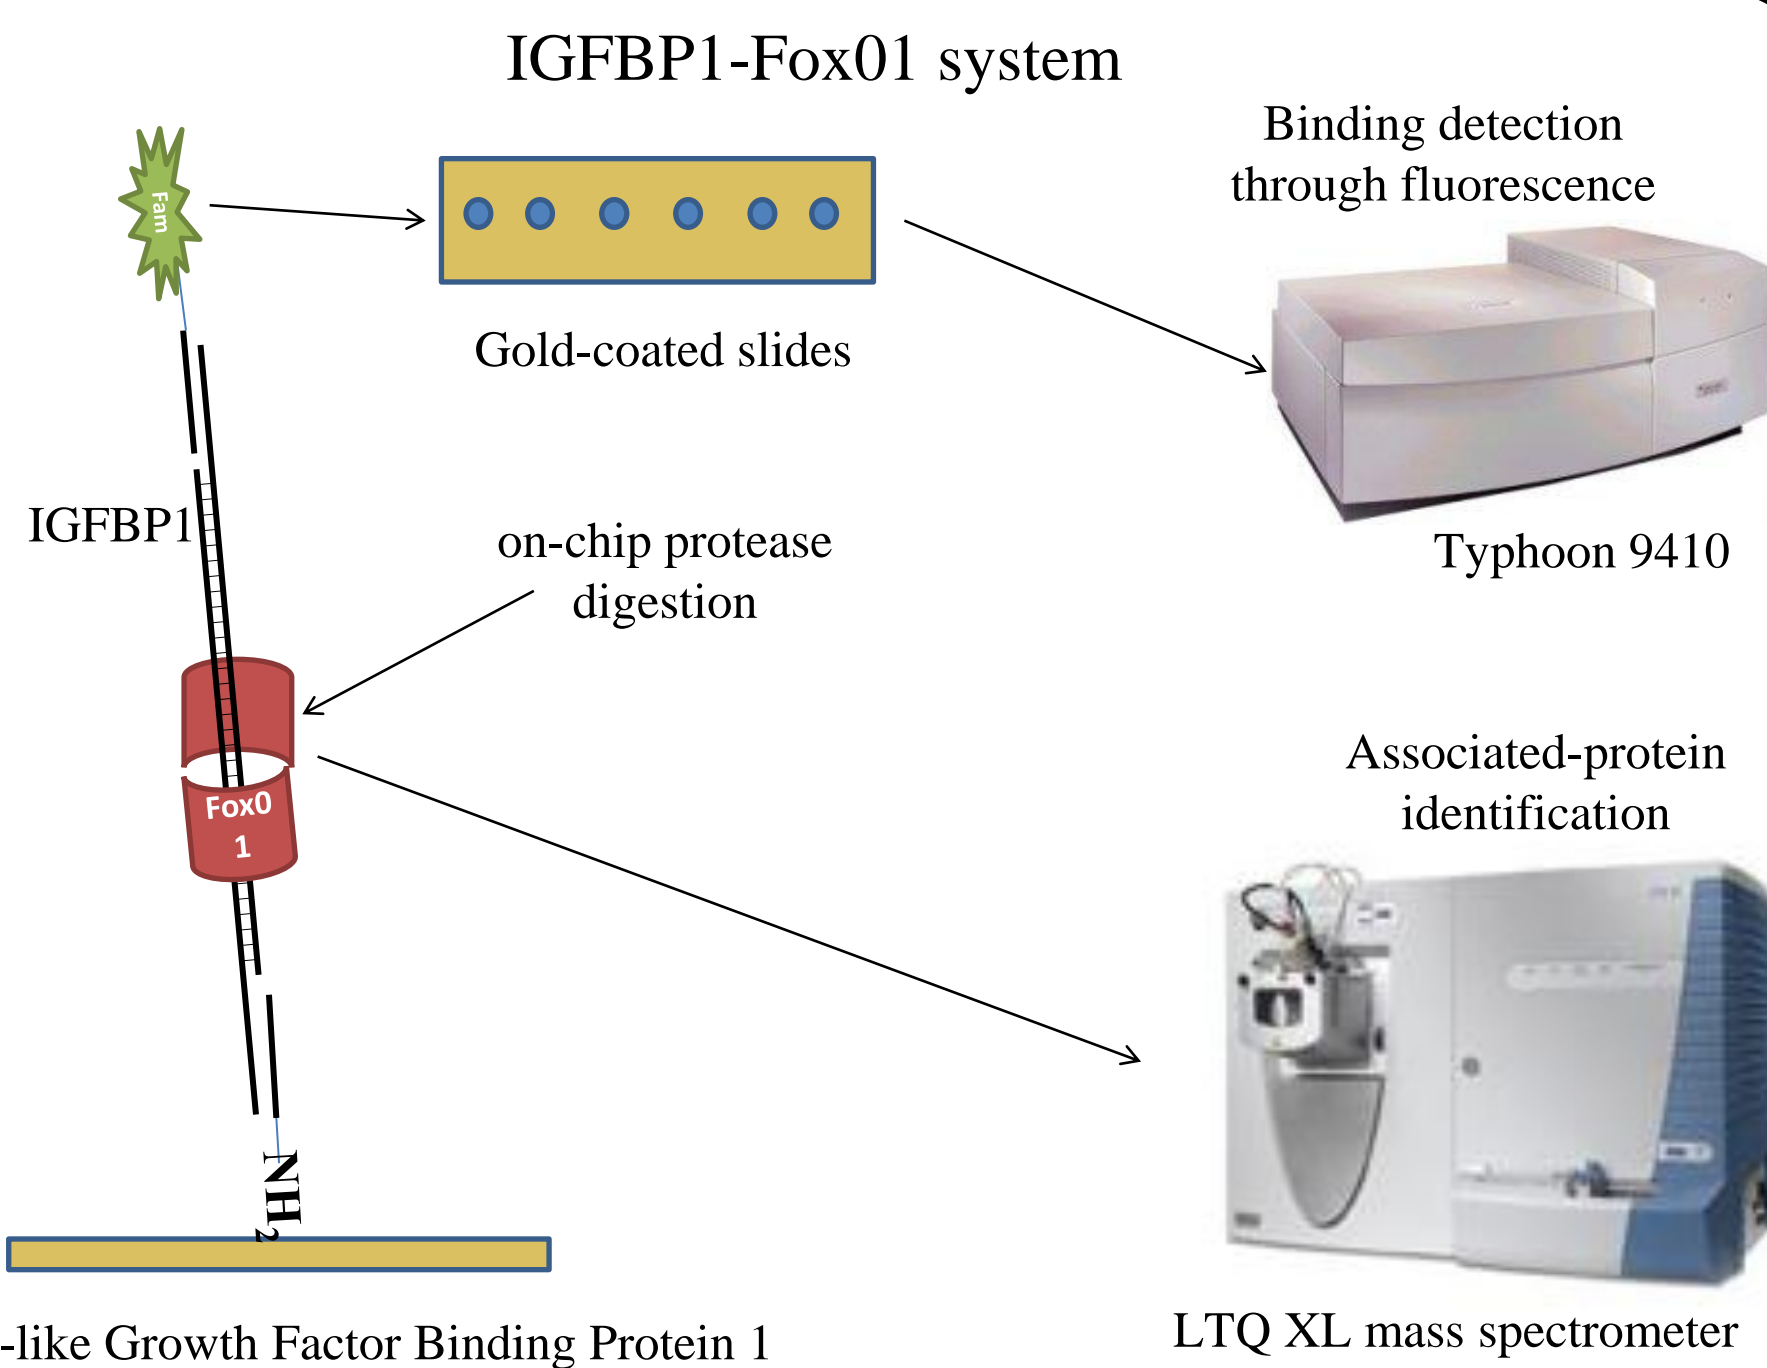 IGFBP1-Fox01 system
Binding detection
through fluorescence
Fam
Gold-coated slides
IGFBP1
on-chip protease
digestion
Typhoon 9410
Fox0
1
Associated-protein
identification
NH2
-like Growth Factor Binding Protein 1
LTQ XL mass spectrometer